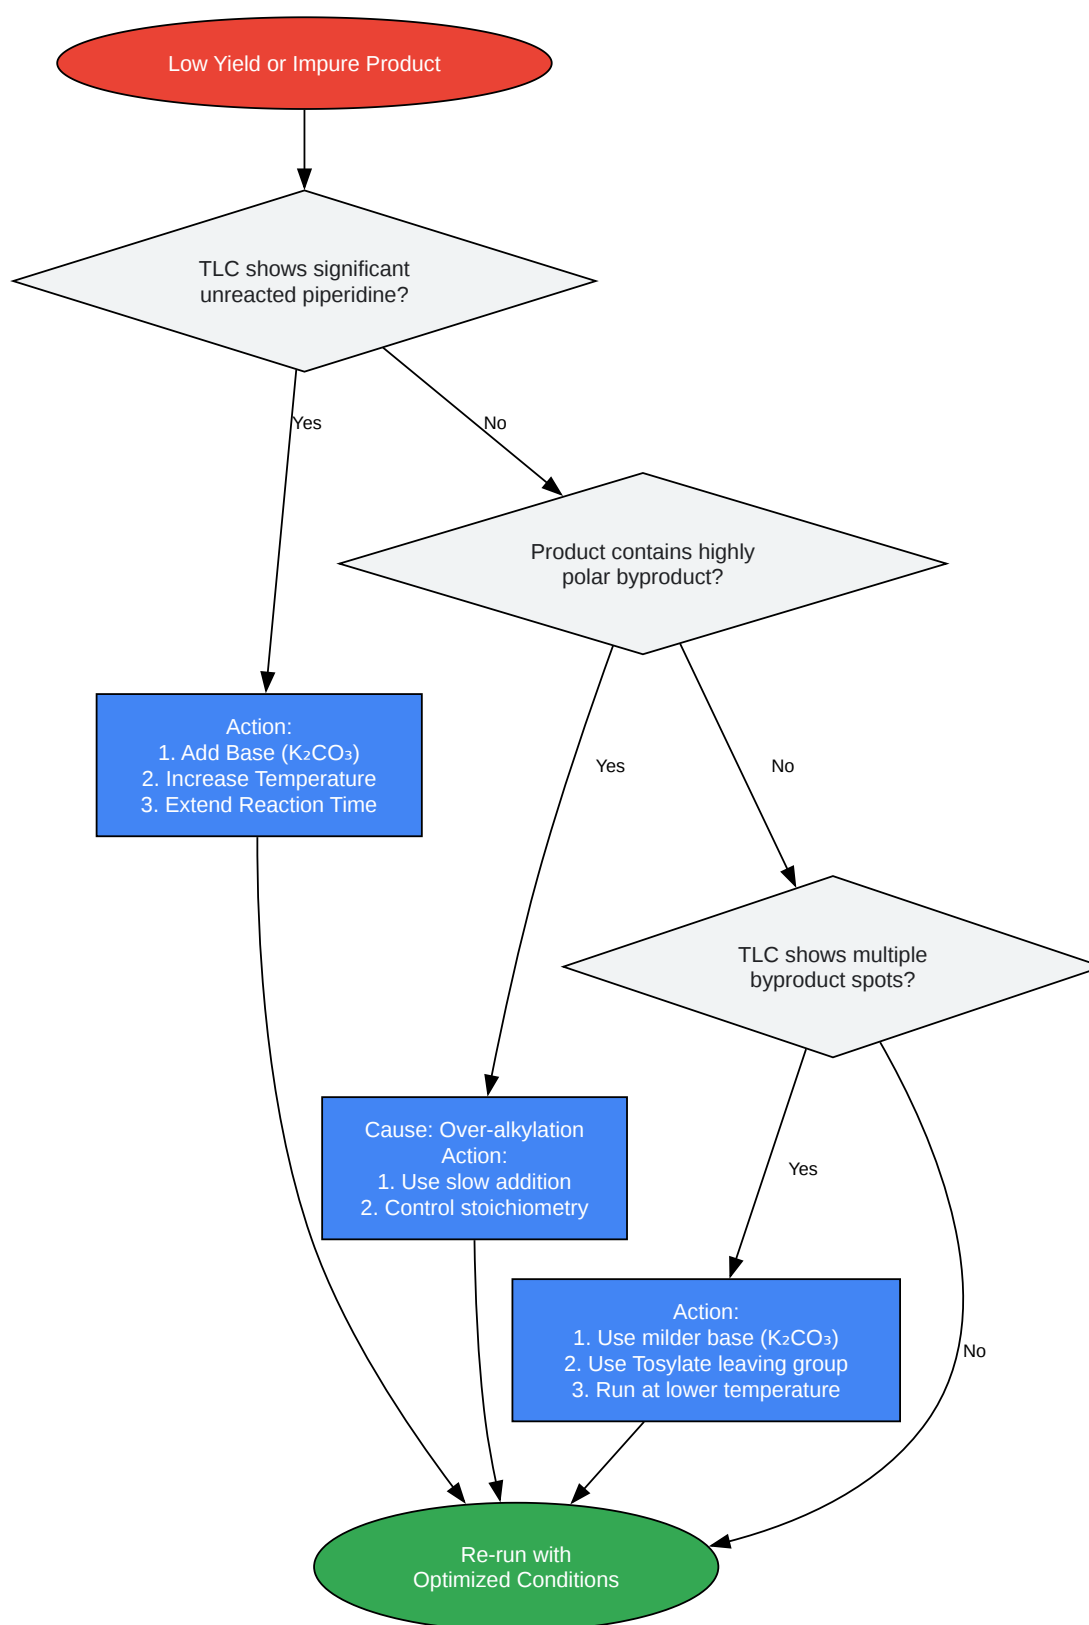 Low Yield or Impure Product
TLC shows significant
unreacted piperidine?
Yes
No
Product contains highly
polar byproduct?
Action:
1. Add Base (K₂CO₃)
2. Increase Temperature
3. Extend Reaction Time
Yes
No
TLC shows multiple
byproduct spots?
Cause: Over-alkylation
Action:
1. Use slow addition
2. Control stoichiometry
Yes
Action:
1. Use milder base (K₂CO₃)
2. Use Tosylate leaving group
3. Run at lower temperature
No
Re-run with
Optimized Conditions